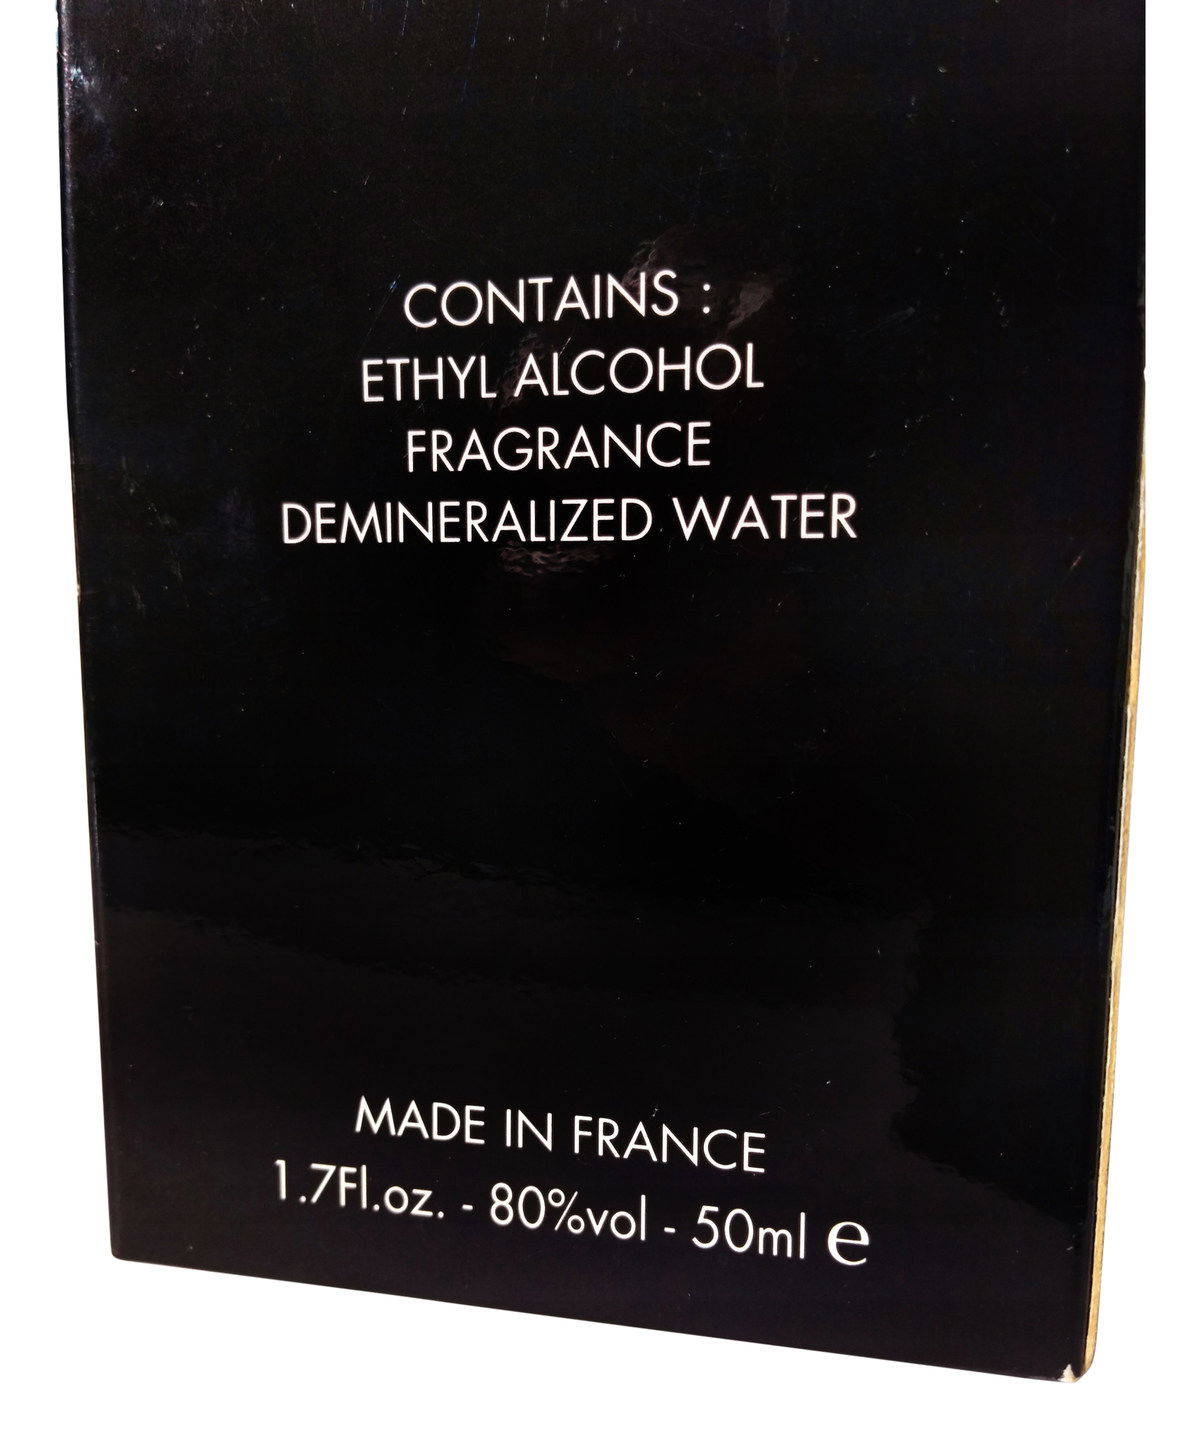 CONTAINS :
ETHYL ALCOHOL
FRAGRANCE
DEMINERALIZED WATER
MADE IN FRANCE
1.7Fl.oz. - 80%vol - 50ml e